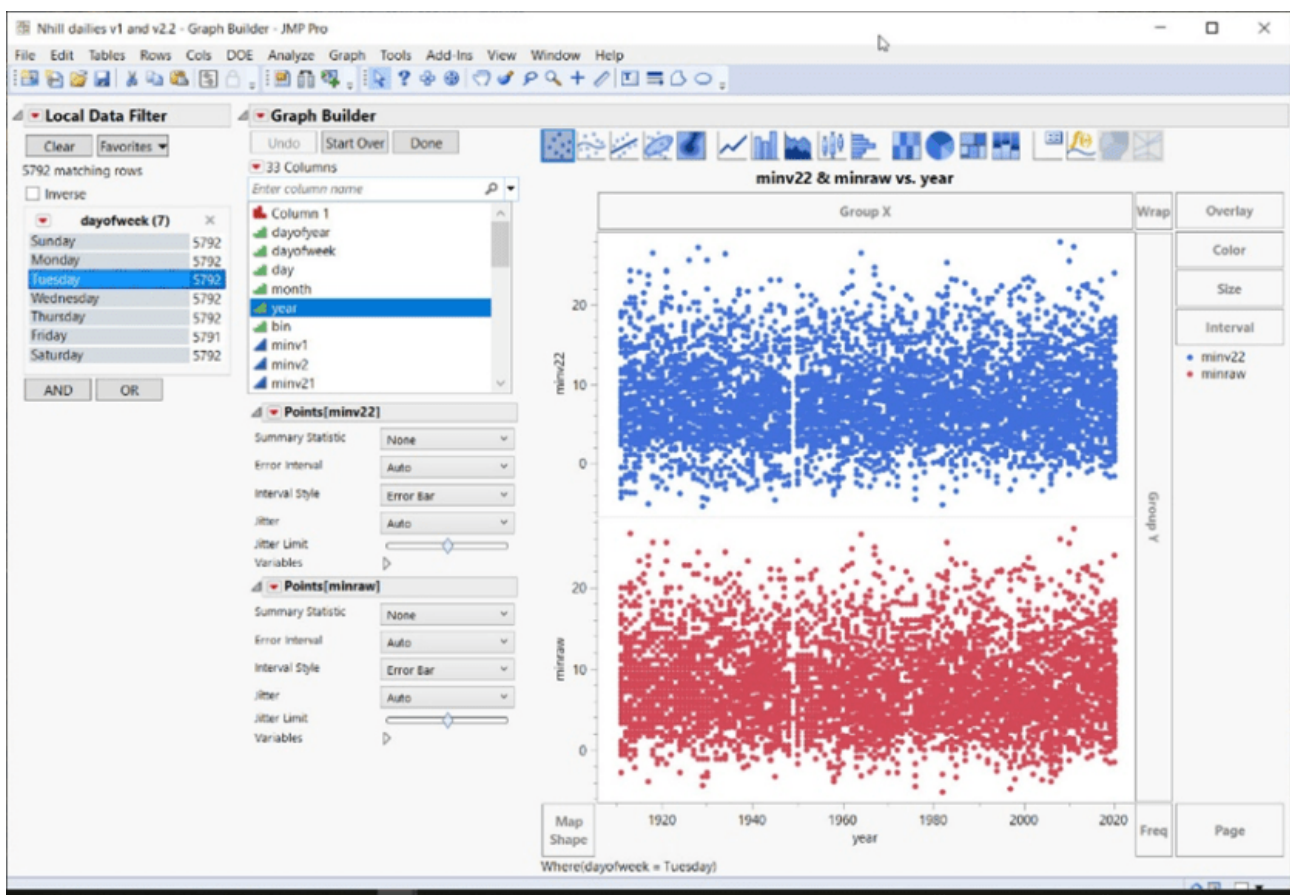 Nhill dailies v1 and v2.2 - Graph Builder - JMP Pro
File Edit Tables Rows Cols DOE Analyze Graph Tools Add-Ins View Window Help
Local Data Filter
Clear Favorites
5792 matching rows
Inverse
dayofweek (7)
Sunday 5792
Monday 5792
Tuesday 5792
Wednesday 5792
Thursday 5792
Friday 5791
Saturday 5792
AND OR
Graph Builder
Undo Start Over Done
33 Columns
Enter column name
Column 1
dayofyear
dayofweek
day
month
year
bin
minv1
minv2
minv21
Points[minv22]
Summary Statistic None
Error Interval Auto
Interval Style Error Bar
Jitter Auto
Jitter Limit
Variables
Points[minraw]
Summary Statistic None
Error Interval Auto
Interval Style Error Bar
Jitter Auto
Jitter Limit
Variables
minv22 & minraw vs. year
Group X Wrap Overlay
Color
Size
Interval
minv22
minraw
minv22
20
10
0
Group Y
minraw
20
10
0
1920 1940 1960 1980 2000 2020
year
Map Shape
Freq
Page
Where(dayofweek = Tuesday)